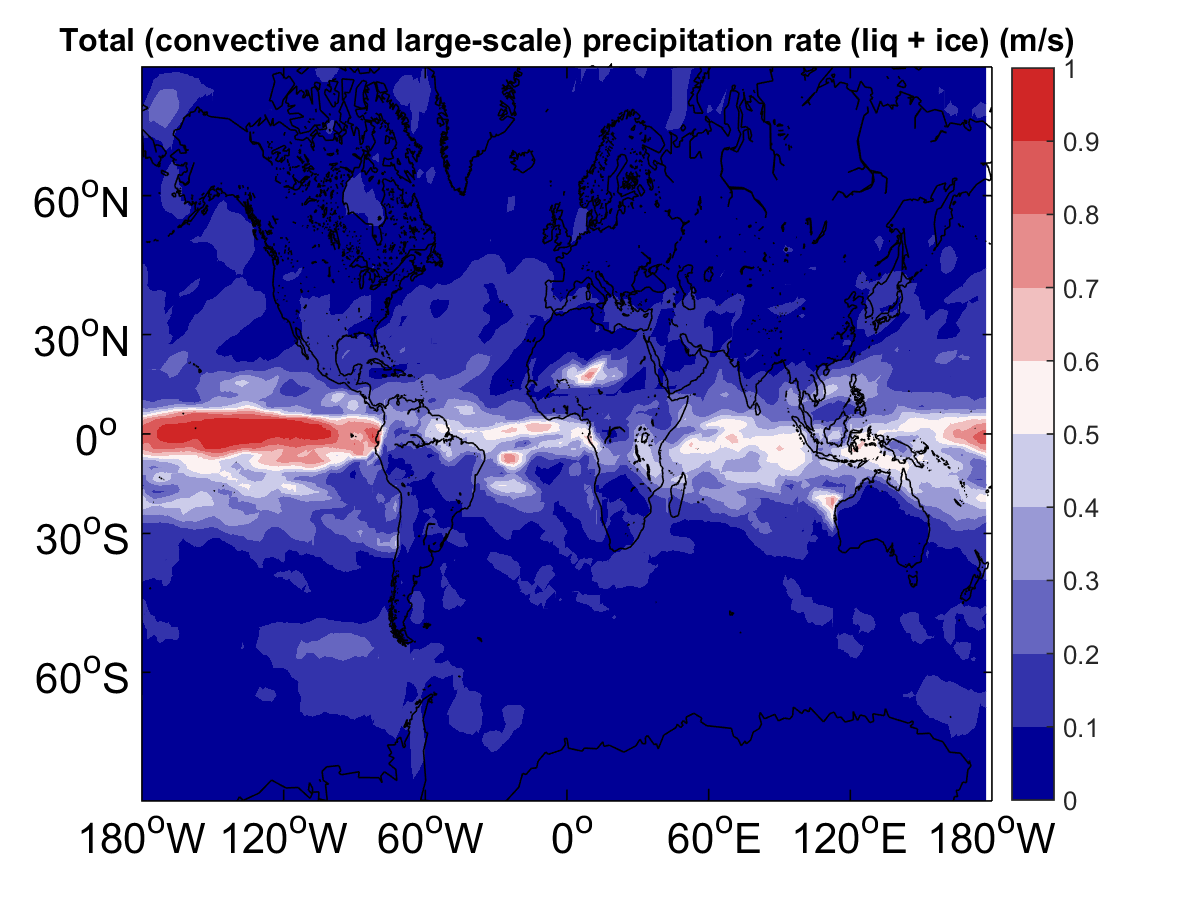 Total (convective and large-scale) precipitation rate (liq + ice) (m/s)
60°N
30°N
0°
30°S
60°S
180°W 120°W 60°W 0° 60°E 120°E 180°W
1
0.9
0.8
0.7
0.6
0.5
0.4
0.3
0.2
0.1
0